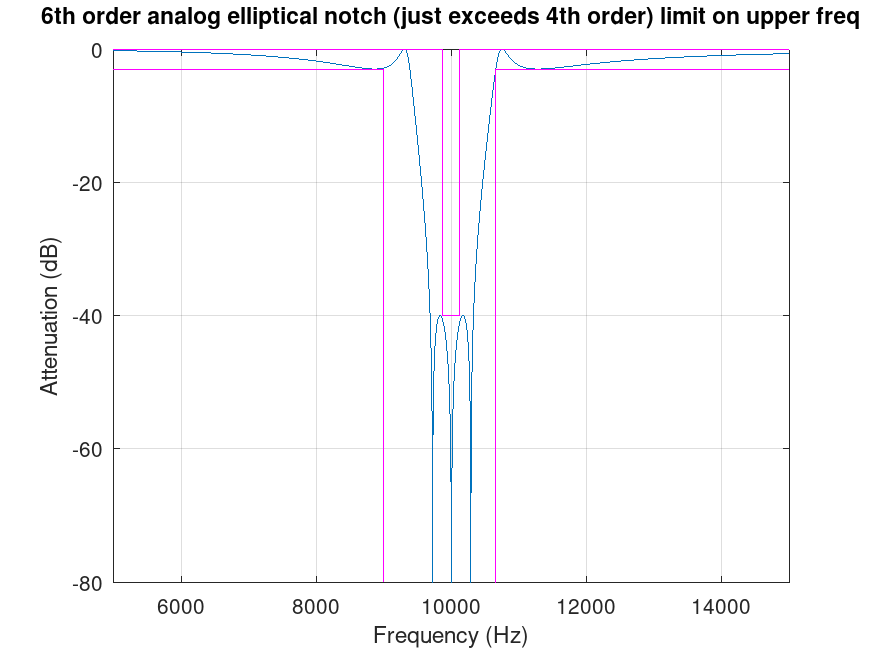 6th order analog elliptical notch (just exceeds 4th order) limit on upper freq
0
-20
-40
-60
-80
Attenuation (dB)
6000 8000 10000 12000 14000
Frequency (Hz)